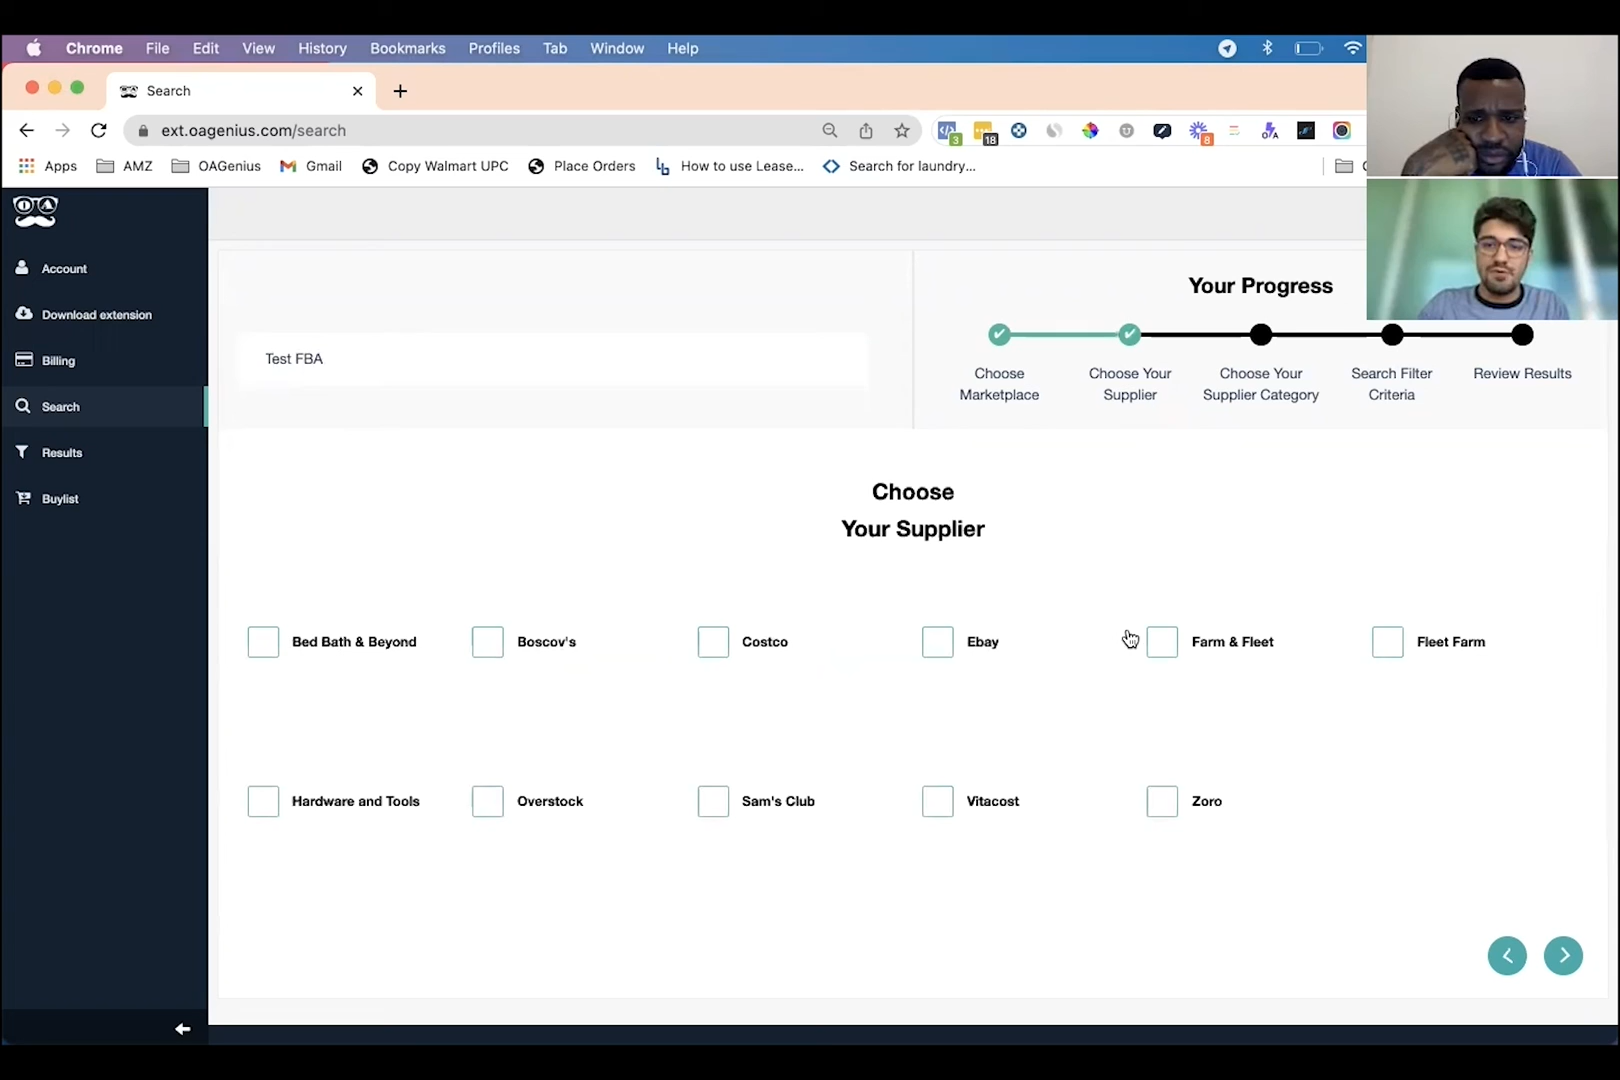 Chrome File Edit View History Bookmarks Profiles Tab Window Help
Search
ext.oagenius.com/search
3 18 8
Apps AMZ OAGenius Gmail Copy Walmart UPC Place Orders How to use Lease... Search for laundry...
OA
Account
Download extension
Billing
Search
Results
Buylist
Test FBA
Your Progress
Choose Marketplace
Choose Your Supplier
Choose Your Supplier Category
Search Filter Criteria
Review Results
Choose
Your Supplier
Bed Bath & Beyond Boscov's Costco Ebay Farm & Fleet Fleet Farm
Hardware and Tools Overstock Sam's Club Vitacost Zoro